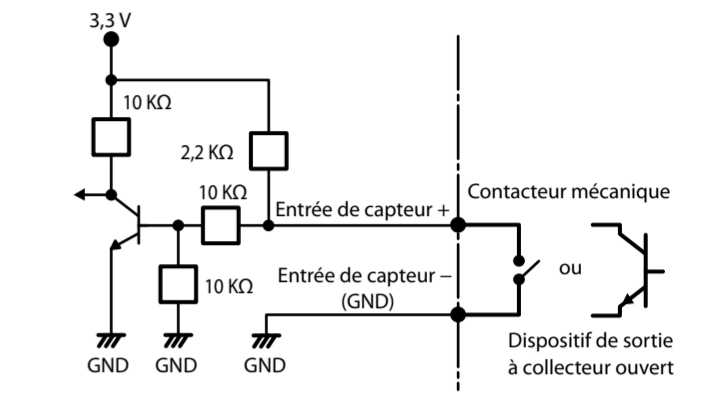 3,3 V
10 KΩ
2,2 KΩ
10 KΩ
Entrée de capteur +
Contacteur mécanique
10 KΩ
Entrée de capteur –
(GND)
ou
GND
GND
GND
Dispositif de sortie
à collecteur ouvert